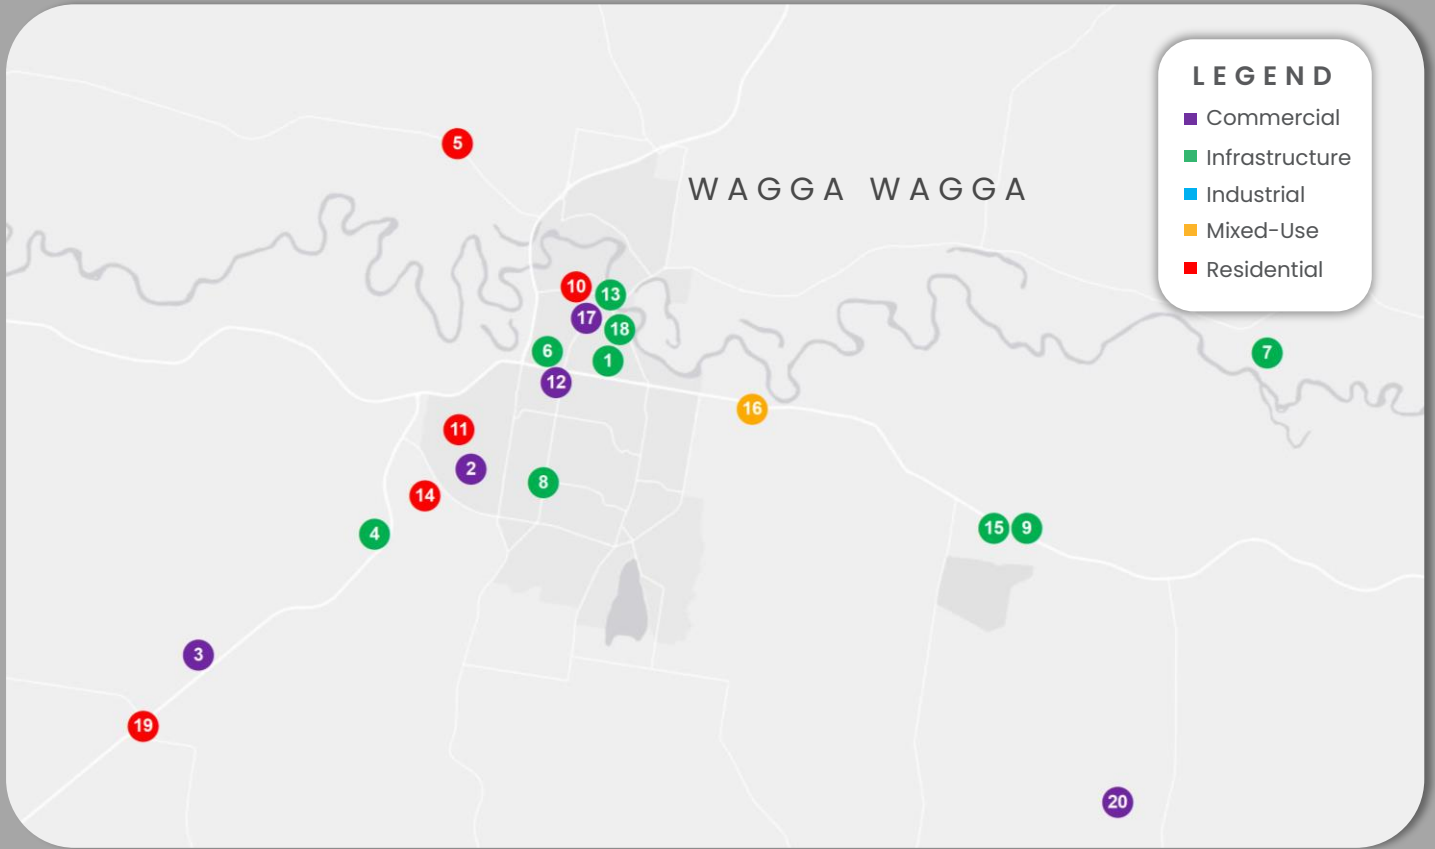 LEGEND
Commercial
Infrastructure
Industrial
Mixed-Use
Residential
5
WAGGA WAGGA
10
13
17
18
6
1
7
12
16
11
2
8
14
4
15
9
3
19
20